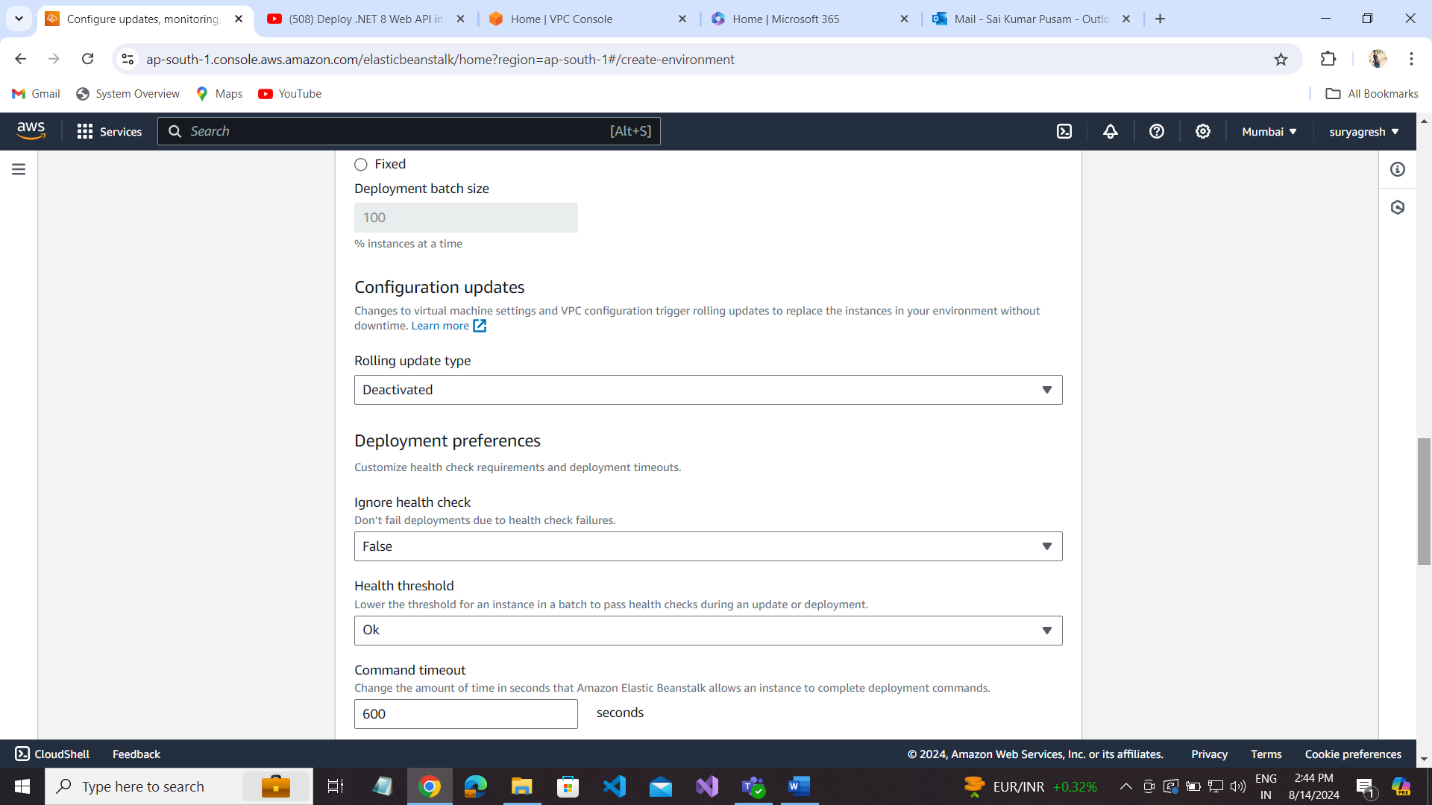 Configure updates, monitoring,
(508) Deploy .NET 8 Web API in
Home | VPC Console
Home | Microsoft 365
Mail - Sai Kumar Pusam - Outlo
ap-south-1.console.aws.amazon.com/elasticbeanstalk/home?region=ap-south-1#/create-environment
Gmail
System Overview
Maps
YouTube
All Bookmarks
aws
Services
Search
[Alt+S]
Mumbai
suryagresh
Fixed
Deployment batch size
100
% instances at a time
Configuration updates
Changes to virtual machine settings and VPC configuration trigger rolling updates to replace the instances in your environment without
downtime. Learn more
Rolling update type
Deactivated
Deployment preferences
Customize health check requirements and deployment timeouts.
Ignore health check
Don't fail deployments due to health check failures.
False
Health threshold
Lower the threshold for an instance in a batch to pass health checks during an update or deployment.
Ok
Command timeout
Change the amount of time in seconds that Amazon Elastic Beanstalk allows an instance to complete deployment commands.
600
seconds
CloudShell
Feedback
© 2024, Amazon Web Services, Inc. or its affiliates.
Privacy
Terms
Cookie preferences
Type here to search
EUR/INR +0.32%
ENG
IN
2:44 PM
8/14/2024
1